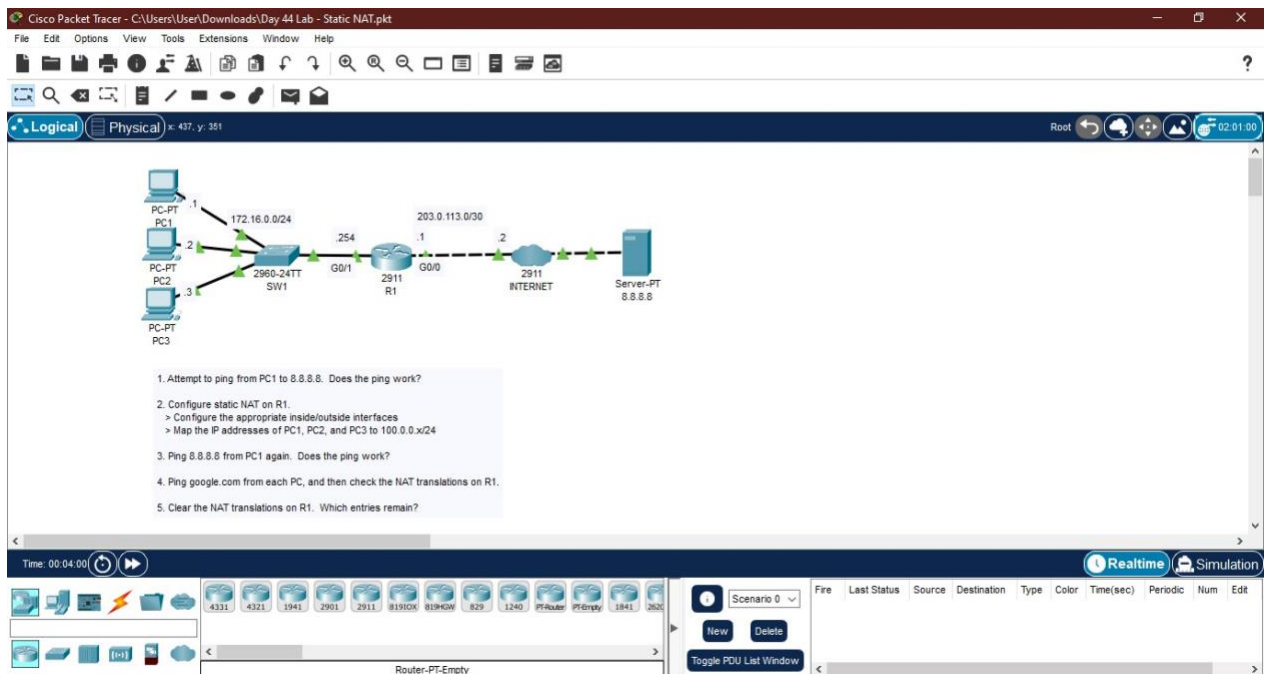 Cisco Packet Tracer - C:\Users\User\Downloads\Day 44 Lab - Static NAT.pkt
File Edit Options View Tools Extensions Window Help
Logical Physical x: 437, y: 351 Root 02:01:00
PC-PT
PC1
.1
172.16.0.0/24
203.0.113.0/30
PC-PT
PC2
.2
2960-24TT
SW1
.254
G0/1
2911
R1
.1
G0/0
.2
2911
INTERNET
Server-PT
8.8.8.8
.3
PC-PT
PC3
1. Attempt to ping from PC1 to 8.8.8.8. Does the ping work?
2. Configure static NAT on R1.
> Configure the appropriate inside/outside interfaces
> Map the IP addresses of PC1, PC2, and PC3 to 100.0.0.x/24
3. Ping 8.8.8.8 from PC1 again. Does the ping work?
4. Ping google.com from each PC, and then check the NAT translations on R1.
5. Clear the NAT translations on R1. Which entries remain?
Time: 00:04:00 Realtime Simulation
4331 4321 1941 2901 2911 819IOX 819HGW 829 1240 PT-Router PT-Empty 1841
Router-PT-Empty
Scenario 0
New Delete
Toggle PDU List Window
Fire Last Status Source Destination Type Color Time(sec) Periodic Num Edit